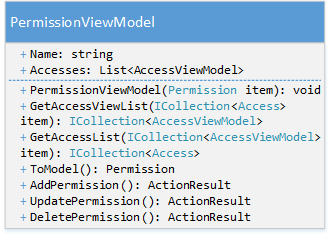 PermissionViewModel
+ Name: string
+ Accesses: List<AccessViewModel>
+ PermissionViewModel(Permission item): void
+ GetAccessViewList(ICollection<Access>
item): ICollection<AccessViewModel>
+ GetAccessList(ICollection<AccessViewModel>
item): ICollection<Access>
+ ToModel(): Permission
+ AddPermission(): ActionResult
+ UpdatePermission(): ActionResult
+ DeletePermission(): ActionResult